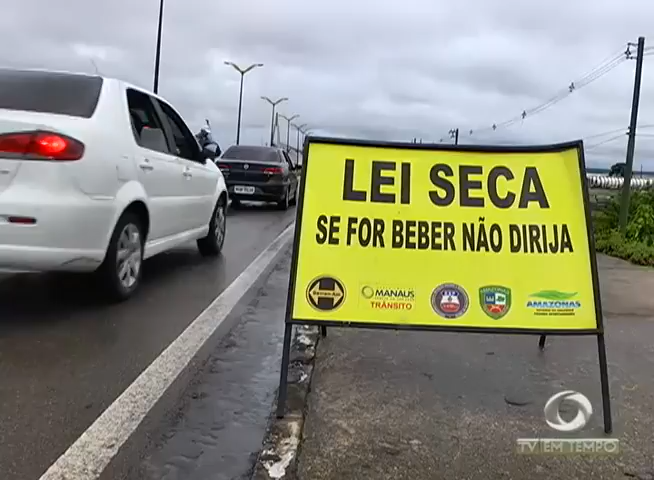 LEI SECA
SE FOR BEBER NÃO DIRIJA
MANAUS
TRÂNSITO
AMAZONAS
TV EM TEMPO